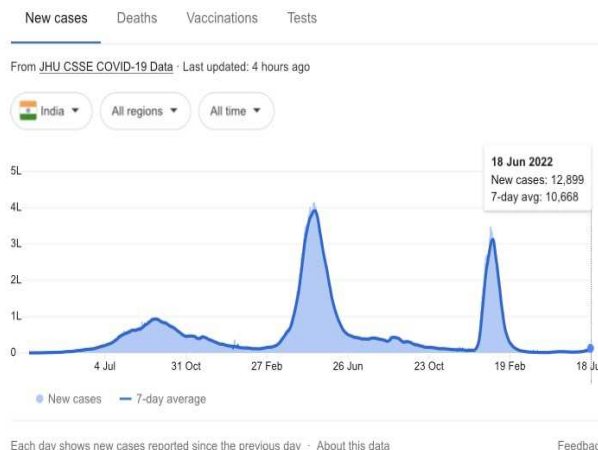 New cases Deaths Vaccinations Tests
From JHU CSSE COVID-19 Data · Last updated: 4 hours ago
India All regions All time
18 Jun 2022
New cases: 12,899
7-day avg: 10,668
5L
4L
3L
2L
1L
0
4 Jul 31 Oct 27 Feb 26 Jun 23 Oct 19 Feb 18 Ju
New cases 7-day average
Each day shows new cases reported since the previous day · About this data Feedbac